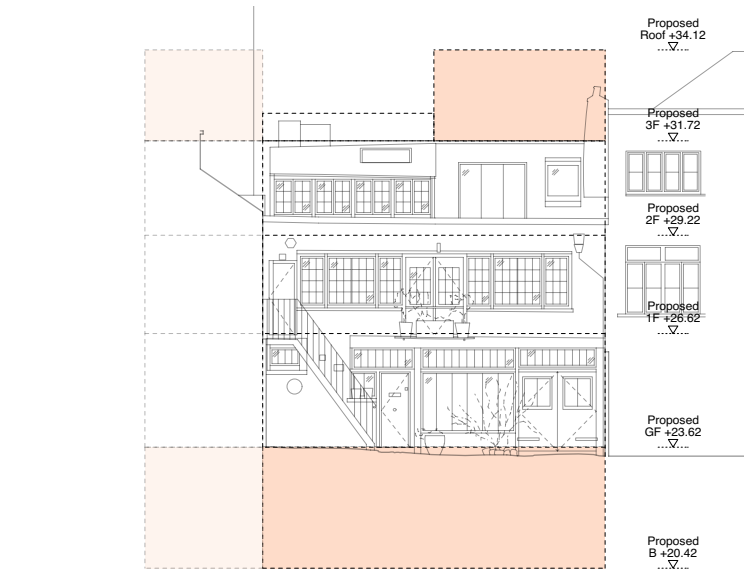 Proposed
Roof +34.12
Proposed
3F +31.72
Proposed
2F +29.22
Proposed
1F +26.62
Proposed
GF +23.62
Proposed
B +20.42